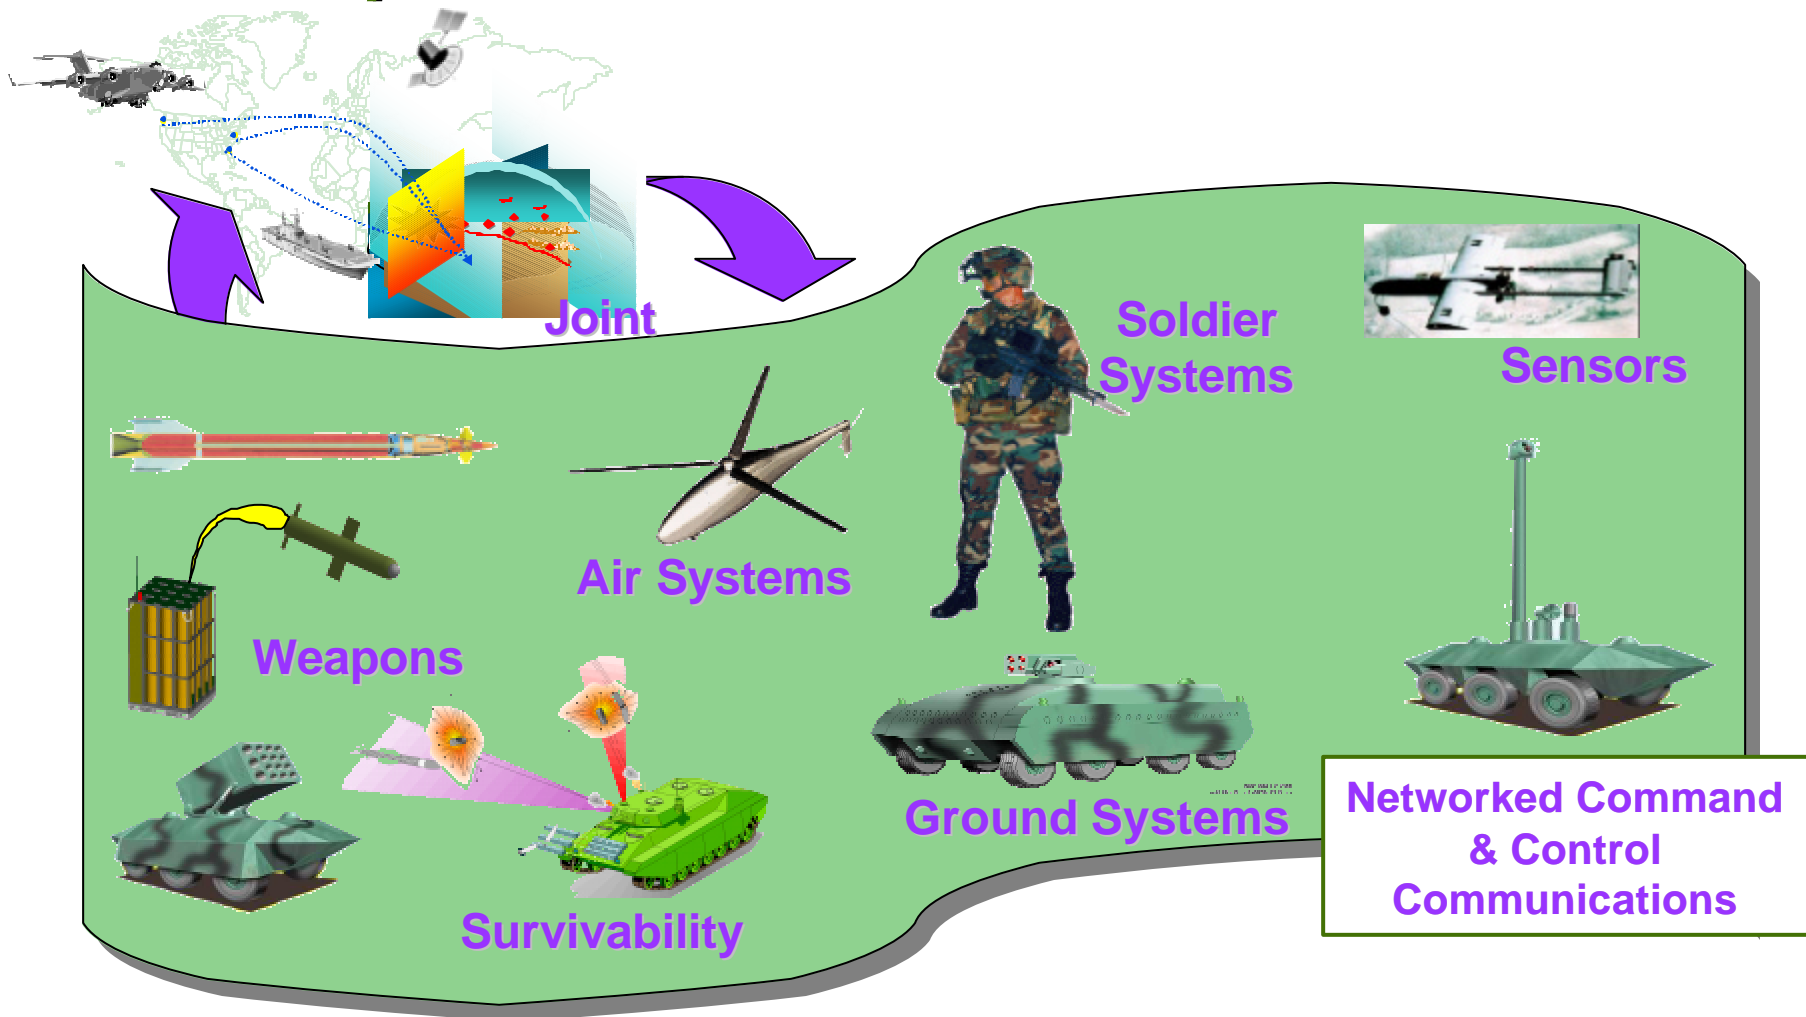 Joint
Soldier
Systems
Sensors
Air Systems
Weapons
Ground Systems
Survivability
Networked Command
& Control
Communications